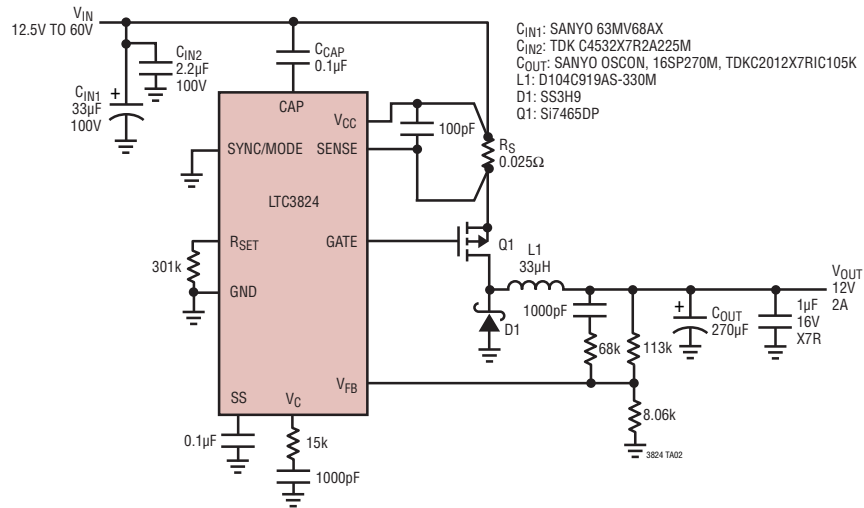 VIN
12.5V TO 60V
CIN1
33µF
100V
+
CIN2
2.2µF
100V
CCAP
0.1µF
CIN1: SANYO 63MV68AX
CIN2: TDK C4532X7R2A225M
COUT: SANYO OSCON, 16SP270M, TDKC2012X7RIC105K
L1: D104C919AS-330M
D1: SS3H9
Q1: Si7465DP
CAP
VCC
SYNC/MODE
SENSE
100pF
RS
0.025Ω
LTC3824
RSET
GATE
Q1
301k
GND
L1
33µH
VOUT
12V
2A
1000pF
D1
68k
113k
+
COUT
270µF
1µF
16V
X7R
VFB
SS
VC
8.06k
0.1µF
15k
1000pF
3824 TA02